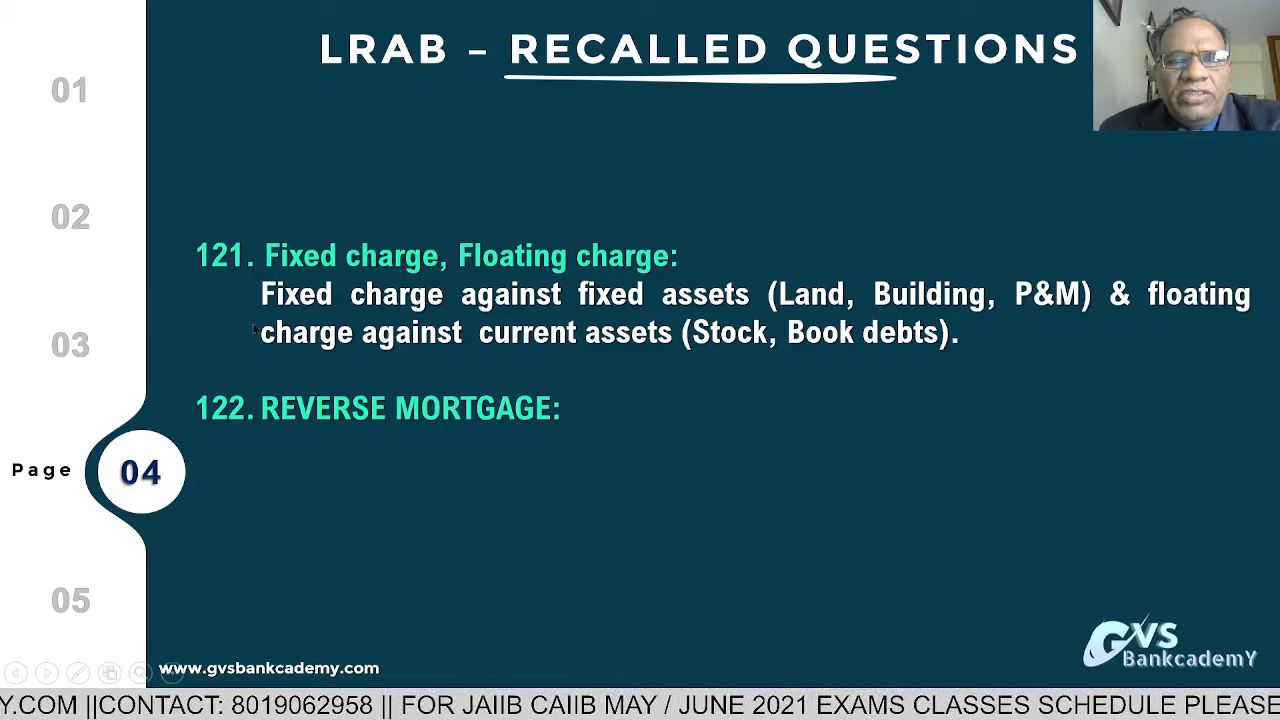 LRAB – RECALLED QUESTIONS
01
02
03
Page 04
05
121. Fixed charge, Floating charge:
Fixed charge against fixed assets (Land, Building, P&M) & floating
charge against current assets (Stock, Book debts).
122. REVERSE MORTGAGE:
www.gvsbankcademy.com
GVS
BankcademY
Y.COM ||CONTACT: 8019062958 || FOR JAIIB CAIIB MAY / JUNE 2021 EXAMS CLASSES SCHEDULE PLEASE